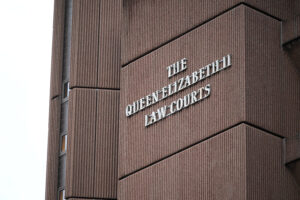 THE
QUEEN ELIZABETH II
LAW COURTS